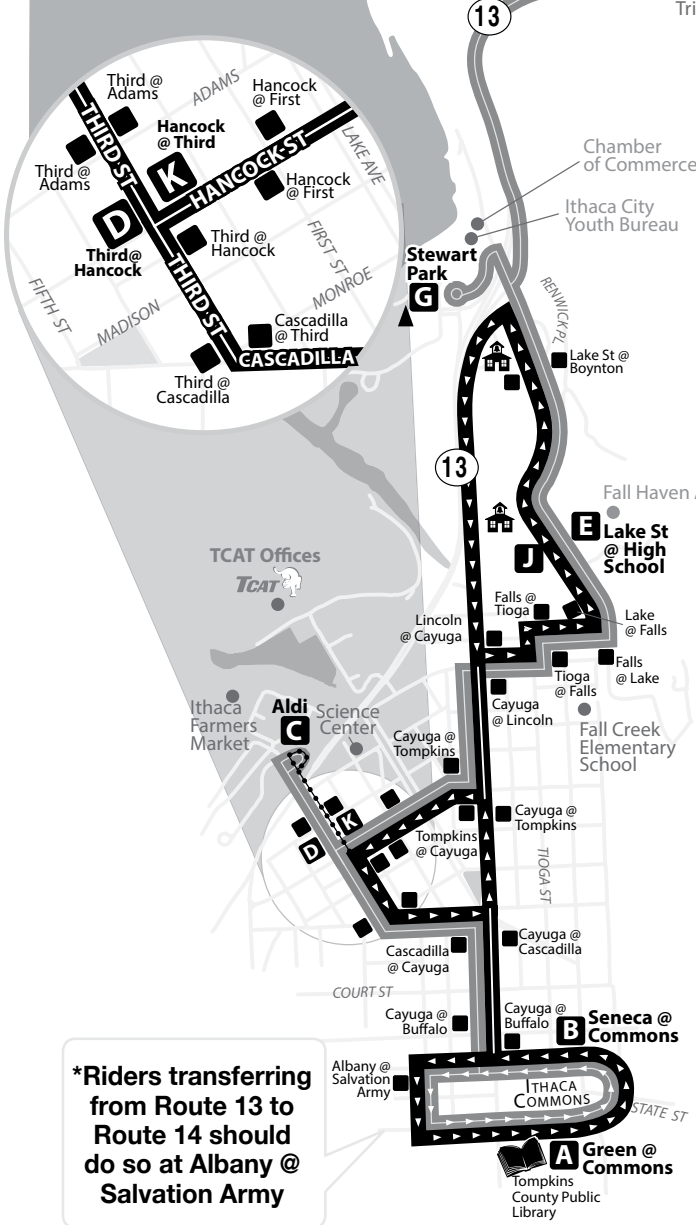 13
Tri
Third @
Adams
ADAMS
Hancock
@ First
THIRD ST
Hancock
@ Third
K
HANCOCK ST
LAKE AVE
Third @
Adams
Hancock
@ First
D
Third@
Hancock
Third @
Hancock
FIRST ST
MONROE
THIRD ST
FIFTH ST
MADISON
Cascadilla
@ Third
CASCADILLA
Third @
Cascadilla
Chamber
of Commerce
Ithaca City
Youth Bureau
Stewart
Park
G
RENWICK PL
Lake St @
Boynton
13
Fall Haven
E
Lake St
@ High
School
J
TCAT Offices
TCAT
Falls @
Tioga
Lincoln
@ Cayuga
Lake
@ Falls
Falls
@ Lake
Tioga
@ Falls
Cayuga
@ Lincoln
Ithaca
Farmers
Market
Aldi
C
Science
Center
Fall Creek
Elementary
School
Cayuga @
Tompkins
K
D
Tompkins
@ Cayuga
Cayuga @
Tompkins
TIOGA ST
Cascadilla
@ Cayuga
Cayuga @
Cascadilla
COURT ST
Cayuga @
Buffalo
Cayuga @
Buffalo
B
Seneca @
Commons
Albany @
Salvation
Army
ITHACA
COMMONS
STATE ST
*Riders transferring
from Route 13 to
Route 14 should
do so at Albany @
Salvation Army
A
Green @
Commons
Tompkins
County Public
Library